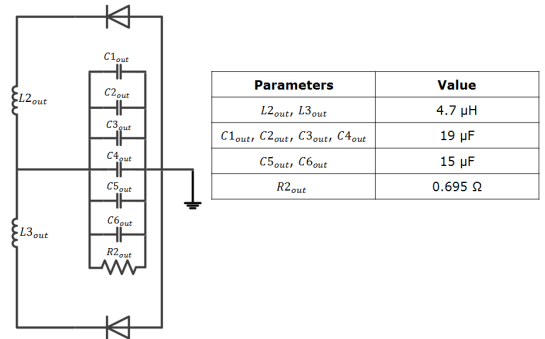 C1out
C2out
L2out
C3out
C4out
C5out
C6out
L3out
R2out
Parameters Value
L2out, L3out 4.7 µH
C1out, C2out, C3out, C4out 19 µF
C5out, C6out 15 µF
R2out 0.695 Ω